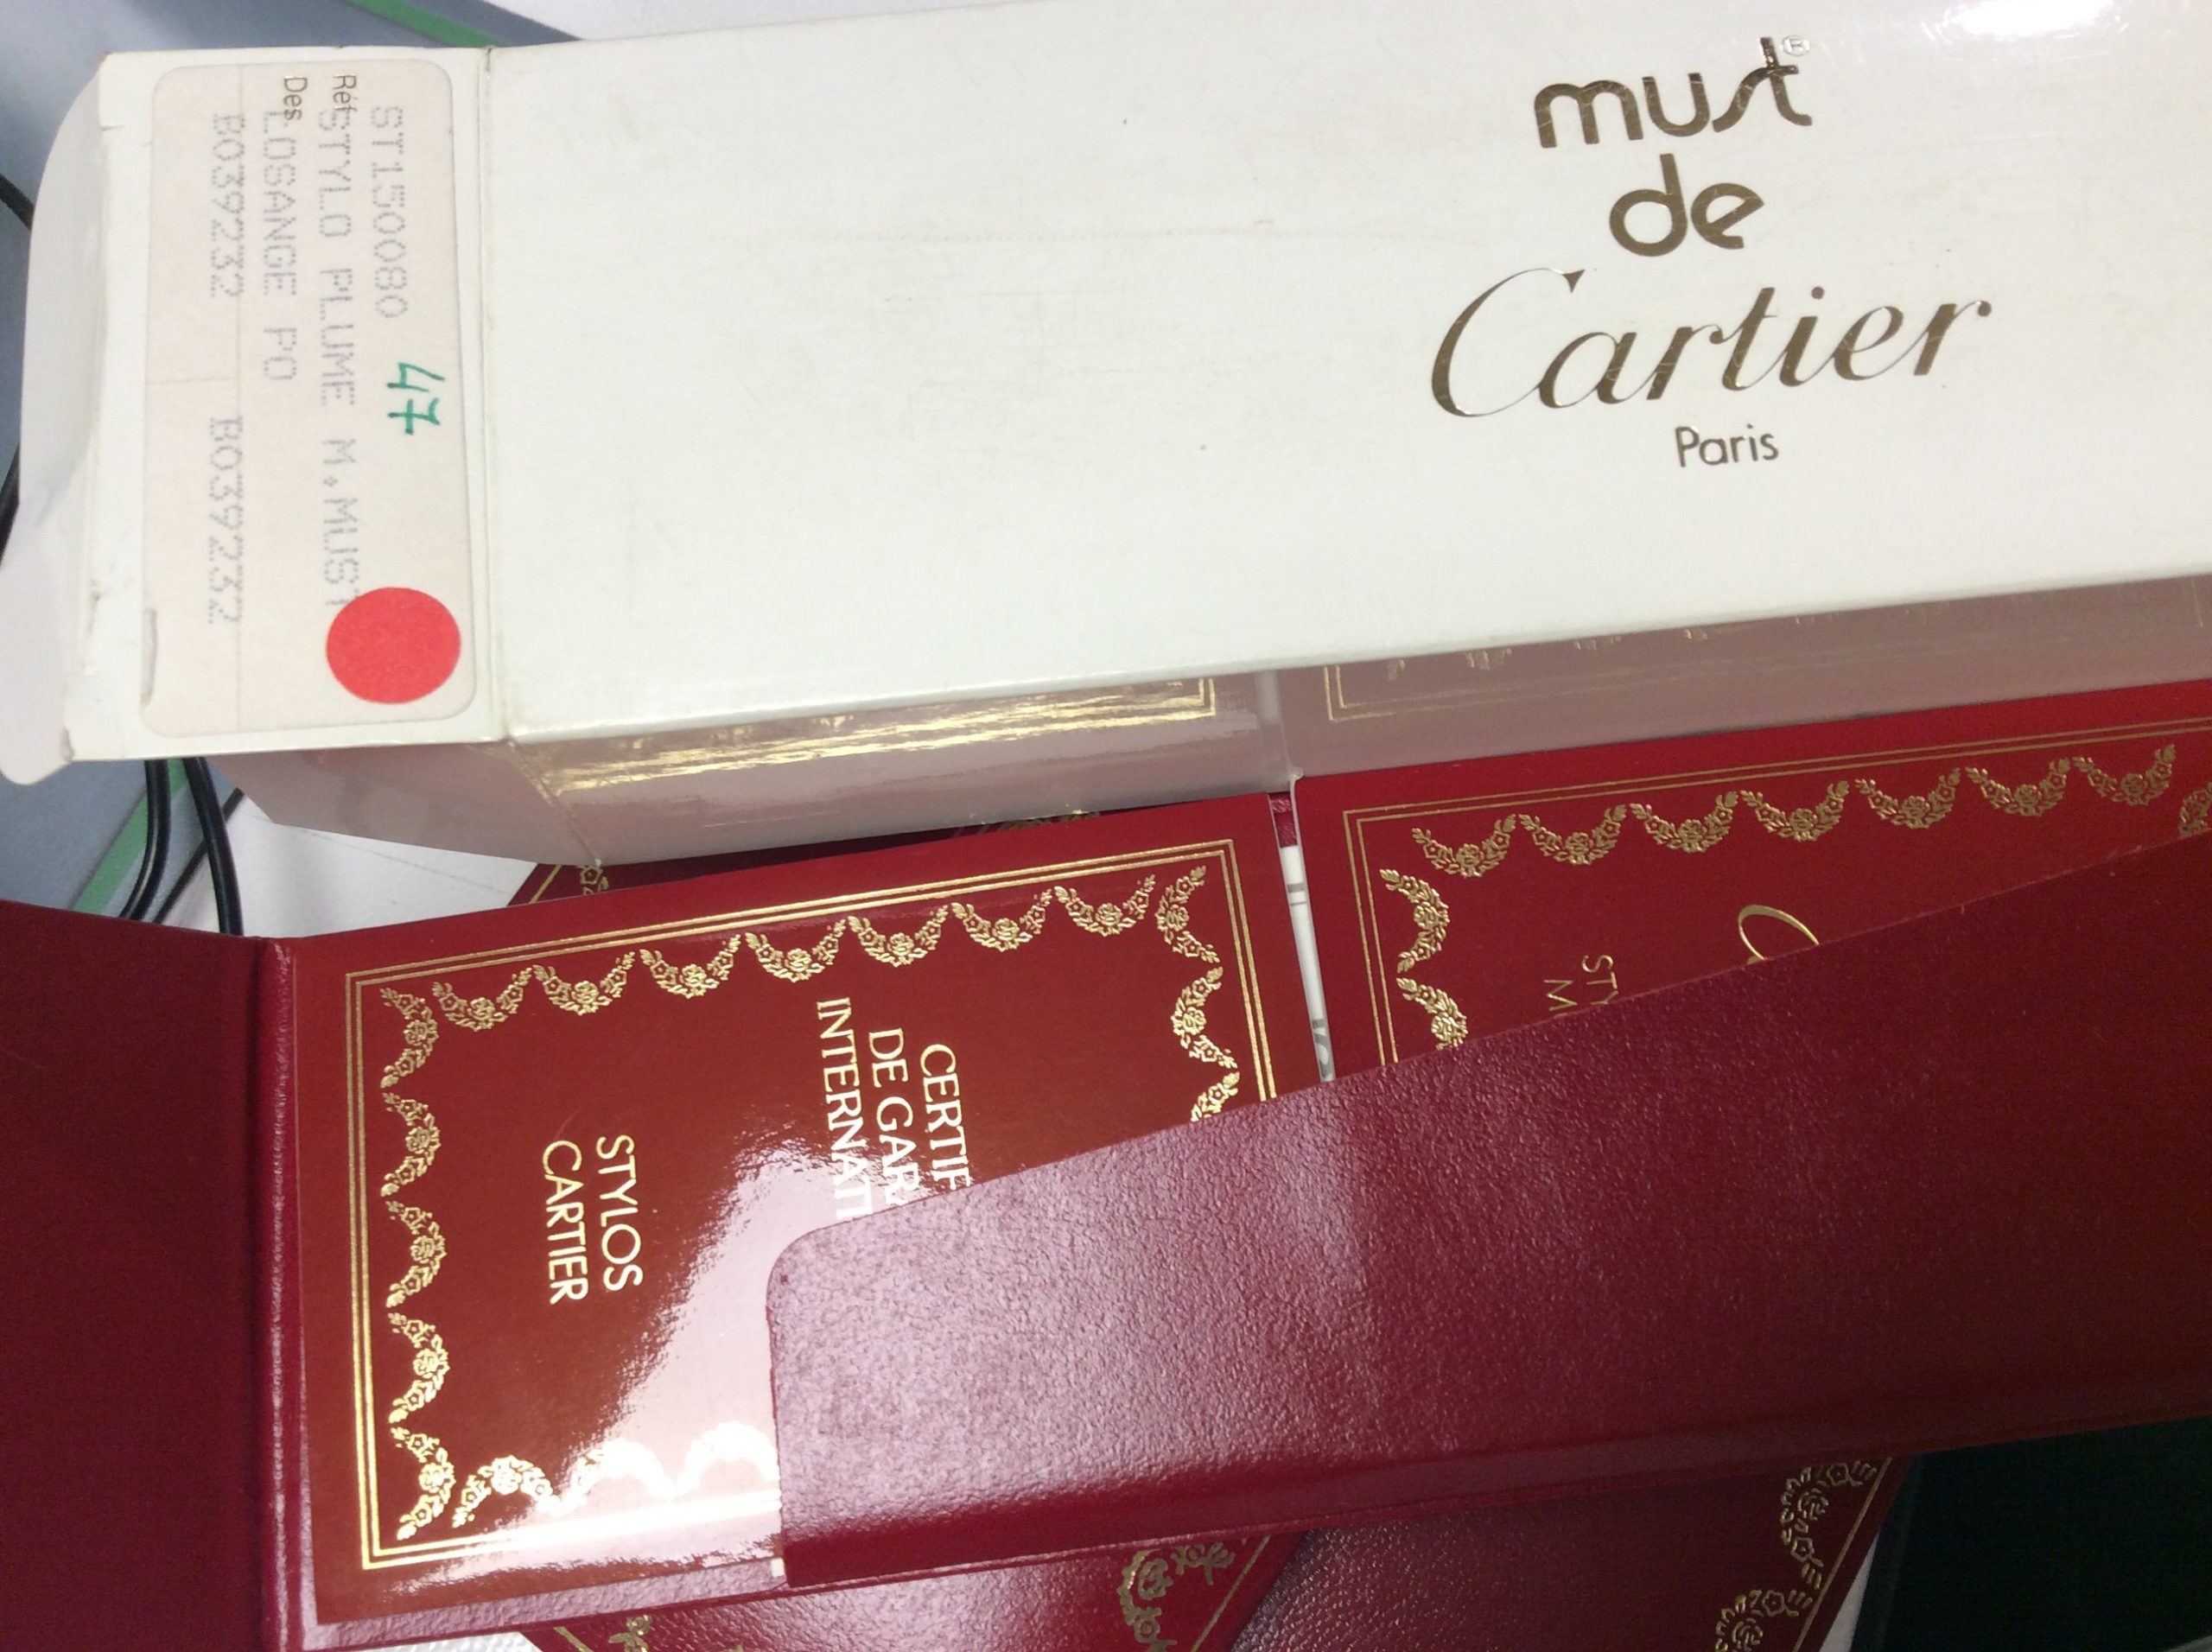 must®
de
Cartier
Paris
ST150080
47
Réf.
STYLO PLUME M.MUST
Des.
LOSANGE PO
B039232 B039232
CERTIF
DE GAR
INTERNATI
STYLOS
CARTIER
STY
M